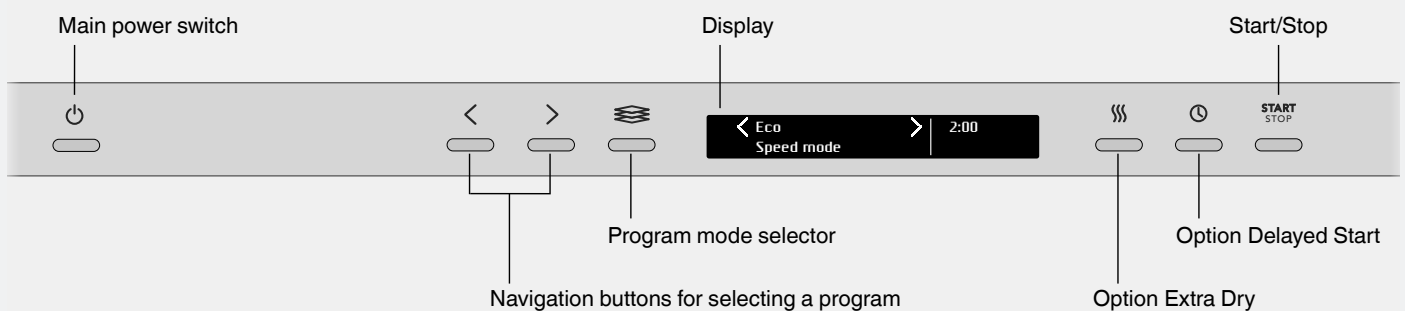 Main power switch
Display
Start/Stop
START
STOP
Eco 2:00
Speed mode
Program mode selector
Option Delayed Start
Navigation buttons for selecting a program
Option Extra Dry